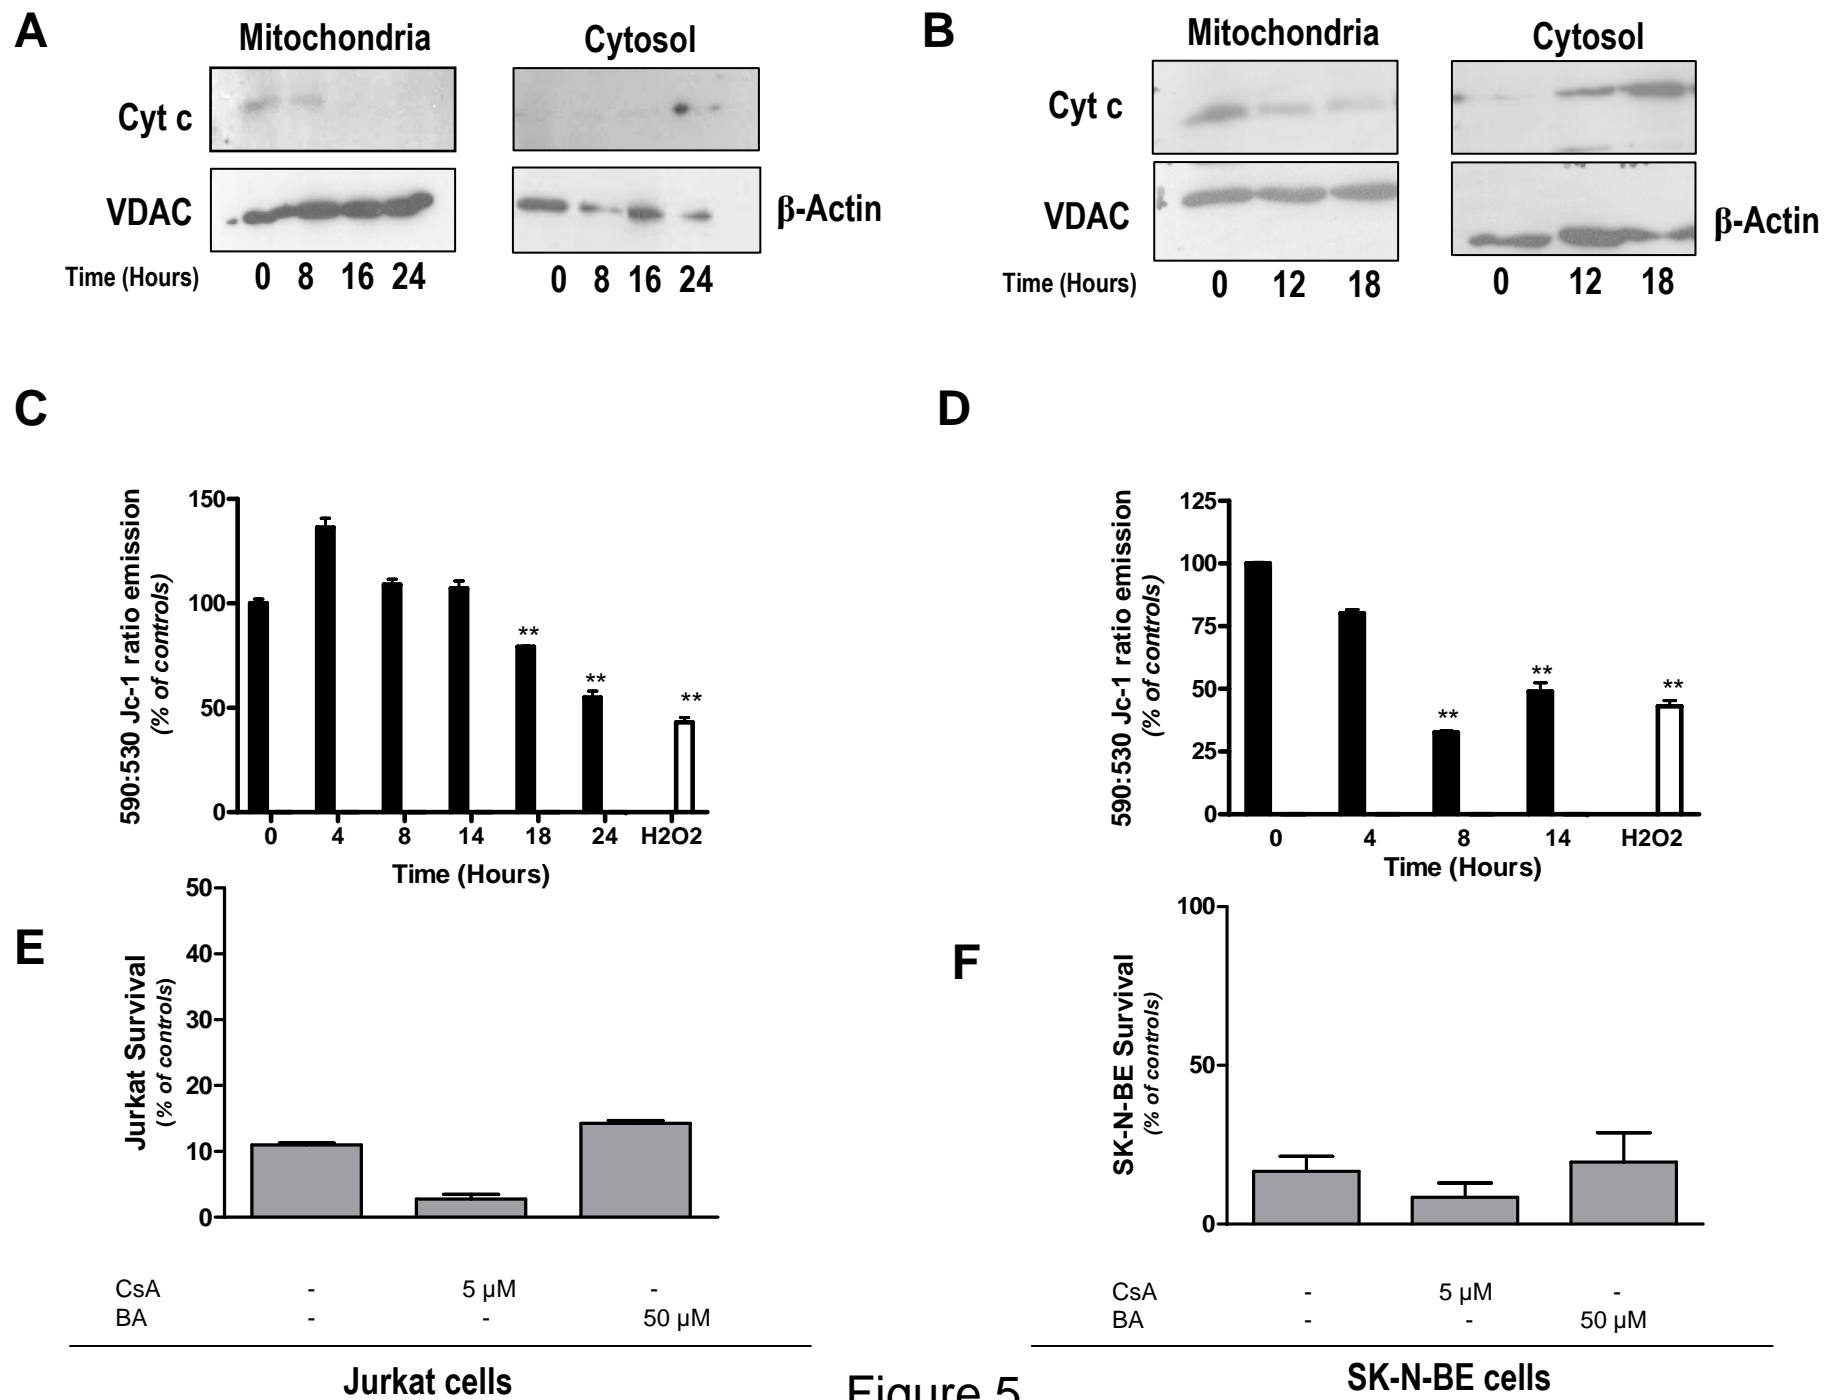 A
Mitochondria
Cytosol
Cyt c
VDAC
β-Actin
Time (Hours)
0 8 16 24
0 8 16 24
B
Mitochondria
Cytosol
Cyt c
VDAC
β-Actin
Time (Hours)
0 12 18
0 12 18
C
590:530 Jc-1 ratio emission
(% of controls)
150
100
50
0
**
**
**
0 4 8 14 18 24 H2O2
Time (Hours)
D
590:530 Jc-1 ratio emission
(% of controls)
125
100
75
50
25
0
**
**
**
0 4 8 14 H2O2
Time (Hours)
E
Jurkat Survival
(% of controls)
50
40
30
20
10
0
CsA - 5 µM -
BA - - 50 µM
Jurkat cells
F
SK-N-BE Survival
(% of controls)
100
50
0
CsA - 5 µM -
BA - - 50 µM
SK-N-BE cells
Figure 5